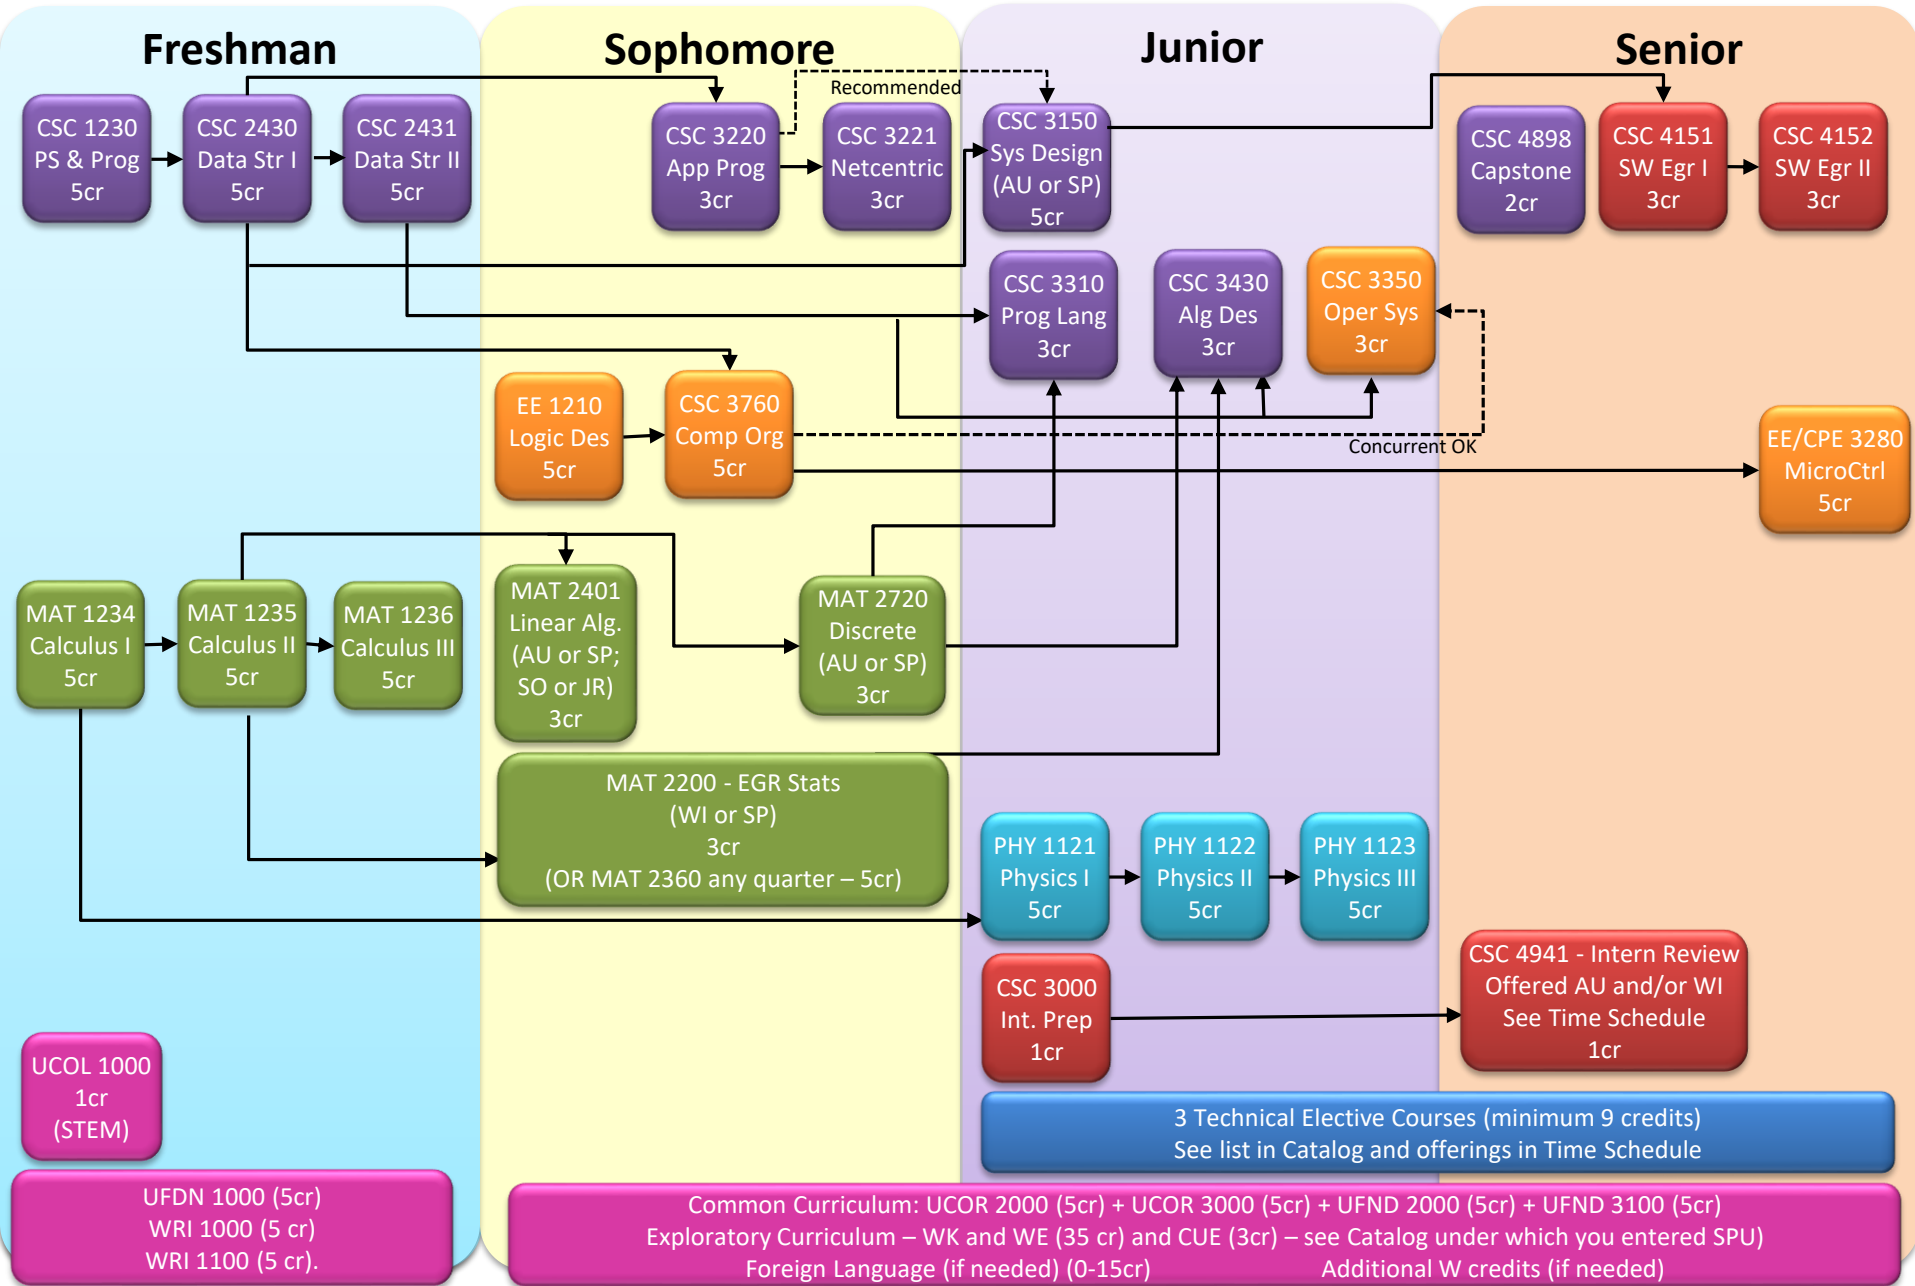 Freshman
Sophomore
Junior
Senior
Recommended
CSC 1230
PS & Prog
5cr
CSC 2430
Data Str I
5cr
CSC 2431
Data Str II
5cr
CSC 3220
App Prog
3cr
CSC 3221
Netcentric
3cr
CSC 3150
Sys Design
(AU or SP)
5cr
CSC 4898
Capstone
2cr
CSC 4151
SW Egr I
3cr
CSC 4152
SW Egr II
3cr
CSC 3310
Prog Lang
3cr
CSC 3430
Alg Des
3cr
CSC 3350
Oper Sys
3cr
EE 1210
Logic Des
5cr
CSC 3760
Comp Org
5cr
Concurrent OK
EE/CPE 3280
MicroCtrl
5cr
MAT 1234
Calculus I
5cr
MAT 1235
Calculus II
5cr
MAT 1236
Calculus III
5cr
MAT 2401
Linear Alg.
(AU or SP;
SO or JR)
3cr
MAT 2720
Discrete
(AU or SP)
3cr
MAT 2200 - EGR Stats
(WI or SP)
3cr
(OR MAT 2360 any quarter – 5cr)
PHY 1121
Physics I
5cr
PHY 1122
Physics II
5cr
PHY 1123
Physics III
5cr
CSC 3000
Int. Prep
1cr
CSC 4941 - Intern Review
Offered AU and/or WI
See Time Schedule
1cr
UCOL 1000
1cr
(STEM)
3 Technical Elective Courses (minimum 9 credits)
See list in Catalog and offerings in Time Schedule
UFDN 1000 (5cr)
WRI 1000 (5 cr)
WRI 1100 (5 cr).
Common Curriculum: UCOR 2000 (5cr) + UCOR 3000 (5cr) + UFND 2000 (5cr) + UFND 3100 (5cr)
Exploratory Curriculum – WK and WE (35 cr) and CUE (3cr) – see Catalog under which you entered SPU)
Foreign Language (if needed) (0-15cr) Additional W credits (if needed)